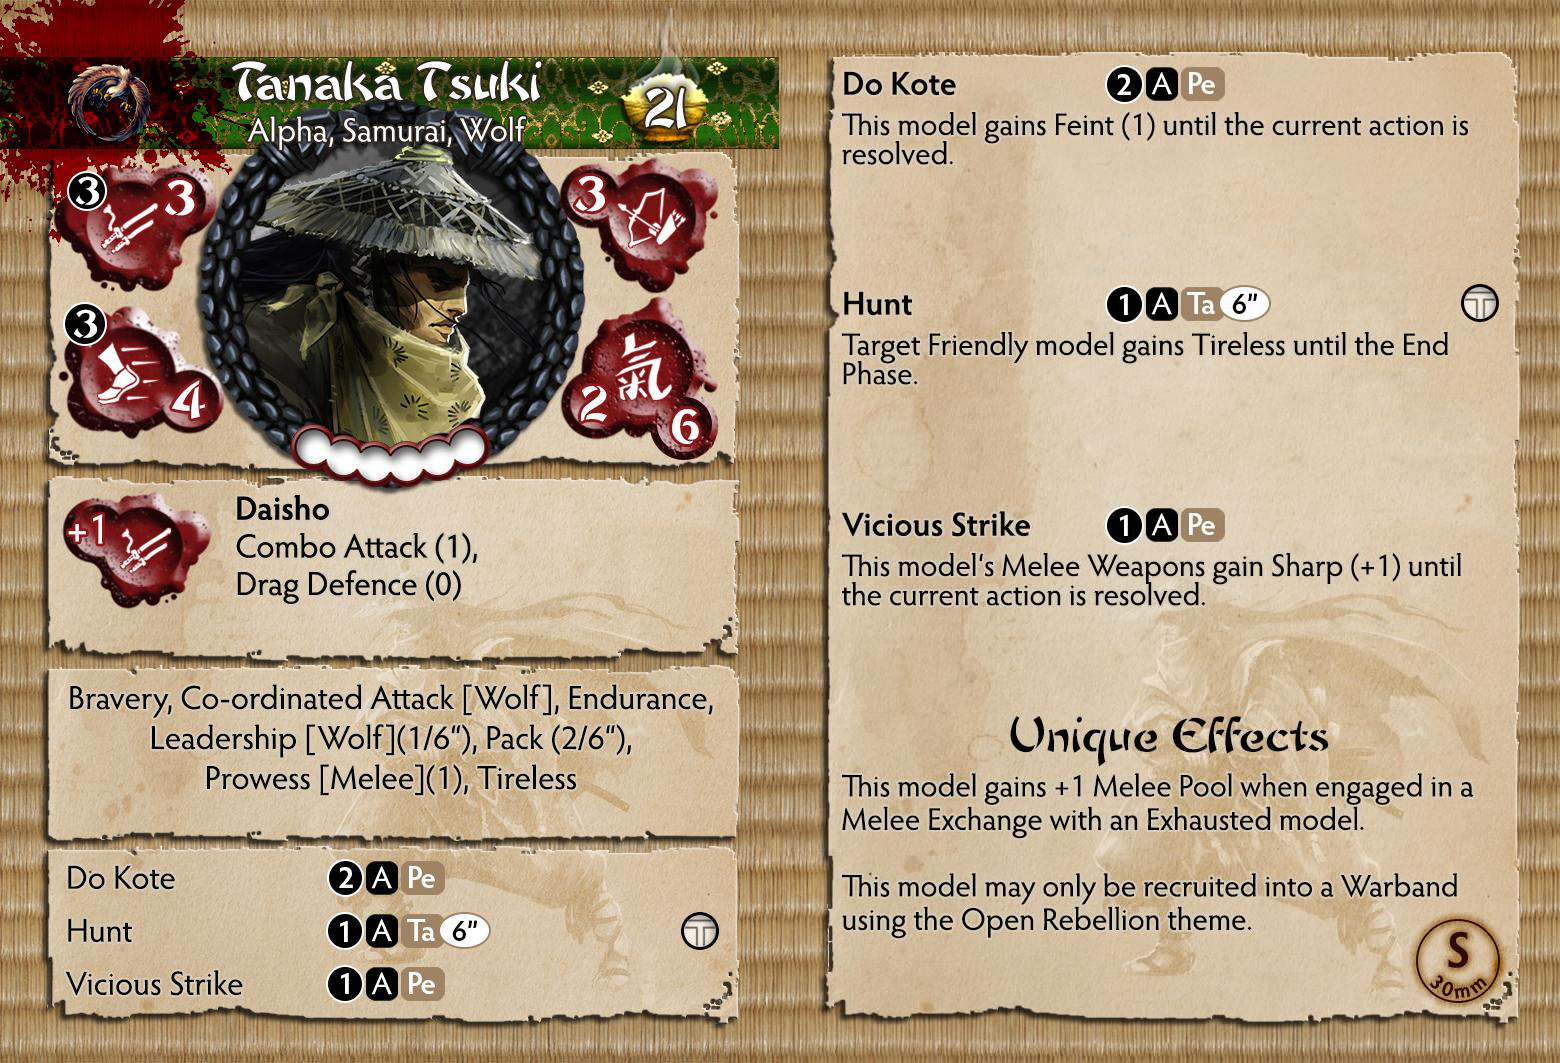 Tanaka Tsuki
21
Alpha, Samurai, Wolf
3 3
3
3 4
氣
2 6
+1
Daisho
Combo Attack (1),
Drag Defence (0)
Bravery, Co-ordinated Attack [Wolf], Endurance,
Leadership [Wolf](1/6“), Pack (2/6“),
Prowess [Melee](1), Tireless
Do Kote 2 A Pe
Hunt 1 A Ta 6” T
Vicious Strike 1 A Pe
Do Kote 2 A Pe
This model gains Feint (1) until the current action is
resolved.
Hunt 1 A Ta 6” T
Target Friendly model gains Tireless until the End
Phase.
Vicious Strike 1 A Pe
This model's Melee Weapons gain Sharp (+1) until
the current action is resolved.
Unique Effects
This model gains +1 Melee Pool when engaged in a
Melee Exchange with an Exhausted model.
This model may only be recruited into a Warband
using the Open Rebellion theme.
S
30mm